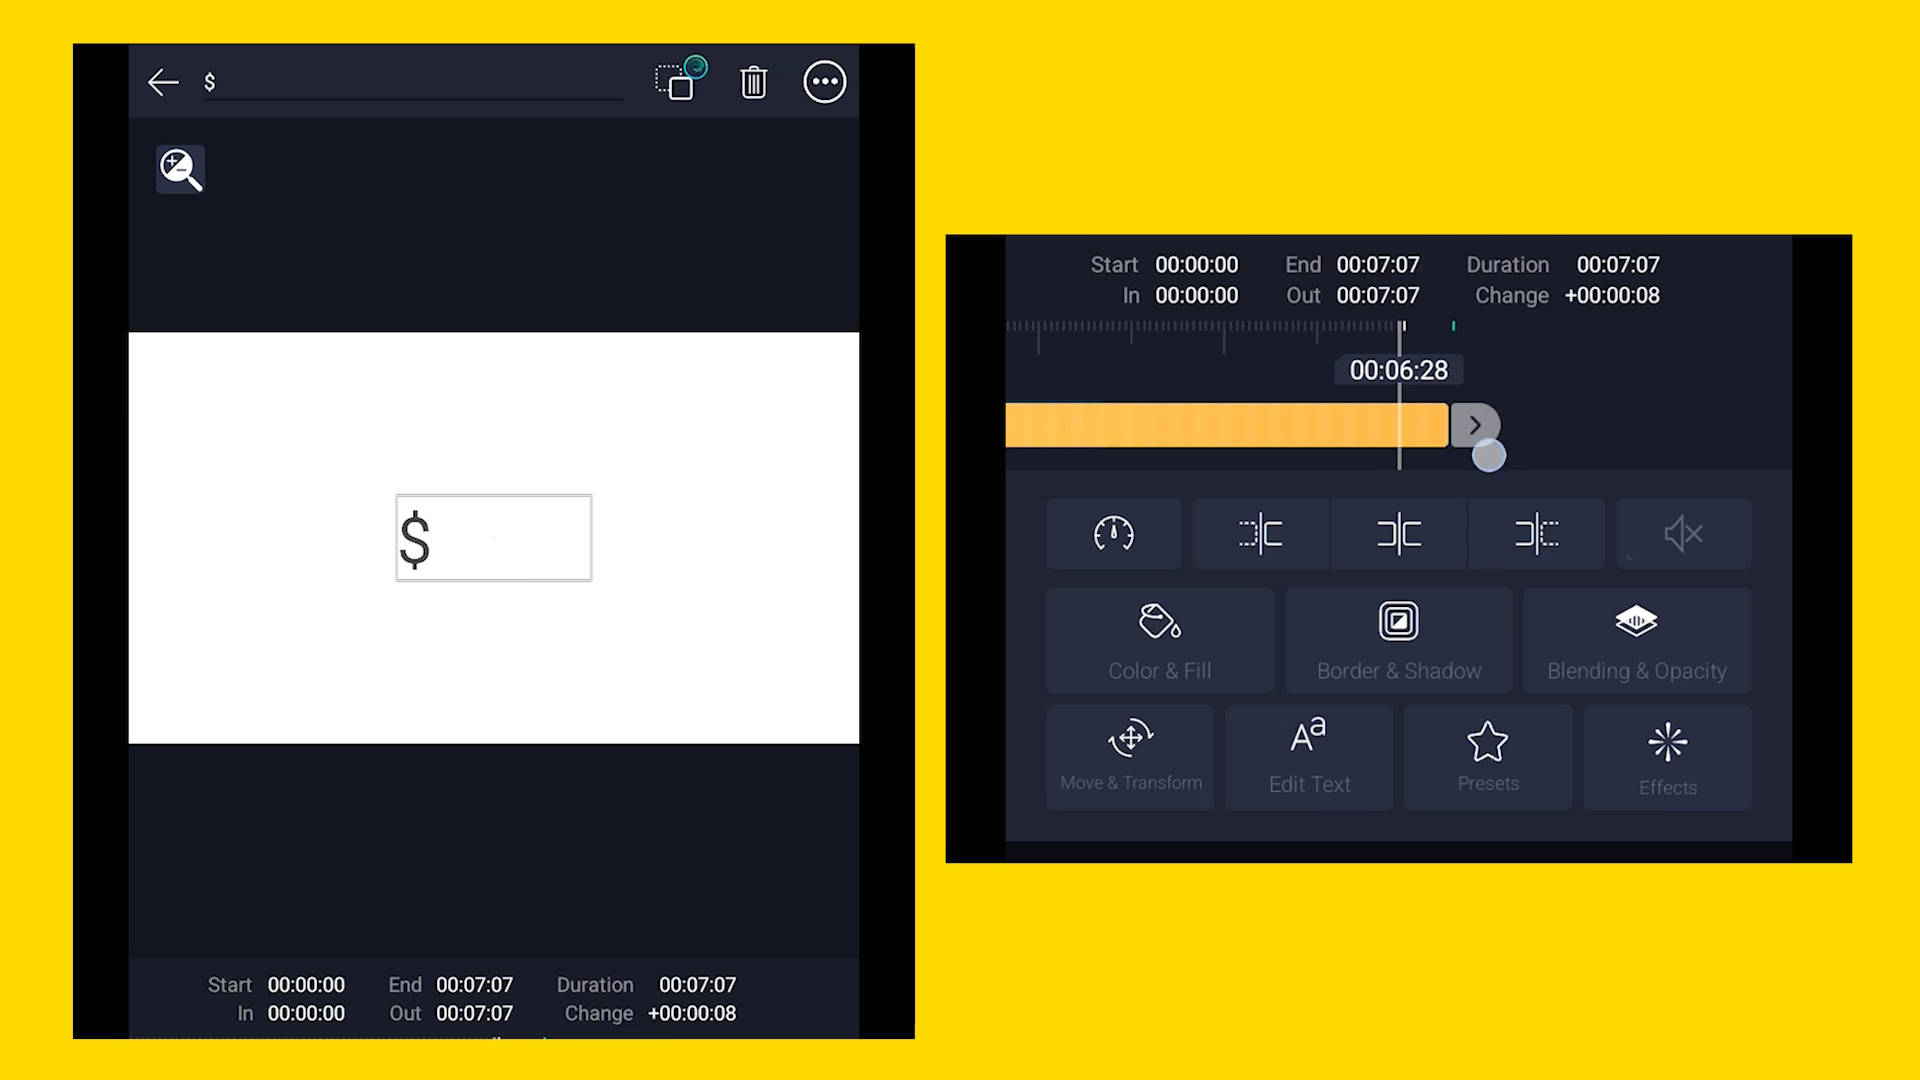 $
$
Start 00:00:00 End 00:07:07 Duration 00:07:07
In 00:00:00 Out 00:07:07 Change +00:00:08
Start 00:00:00 End 00:07:07 Duration 00:07:07
In 00:00:00 Out 00:07:07 Change +00:00:08
00:06:28
Color & Fill Border & Shadow Blending & Opacity
Move & Transform Edit Text Presets Effects